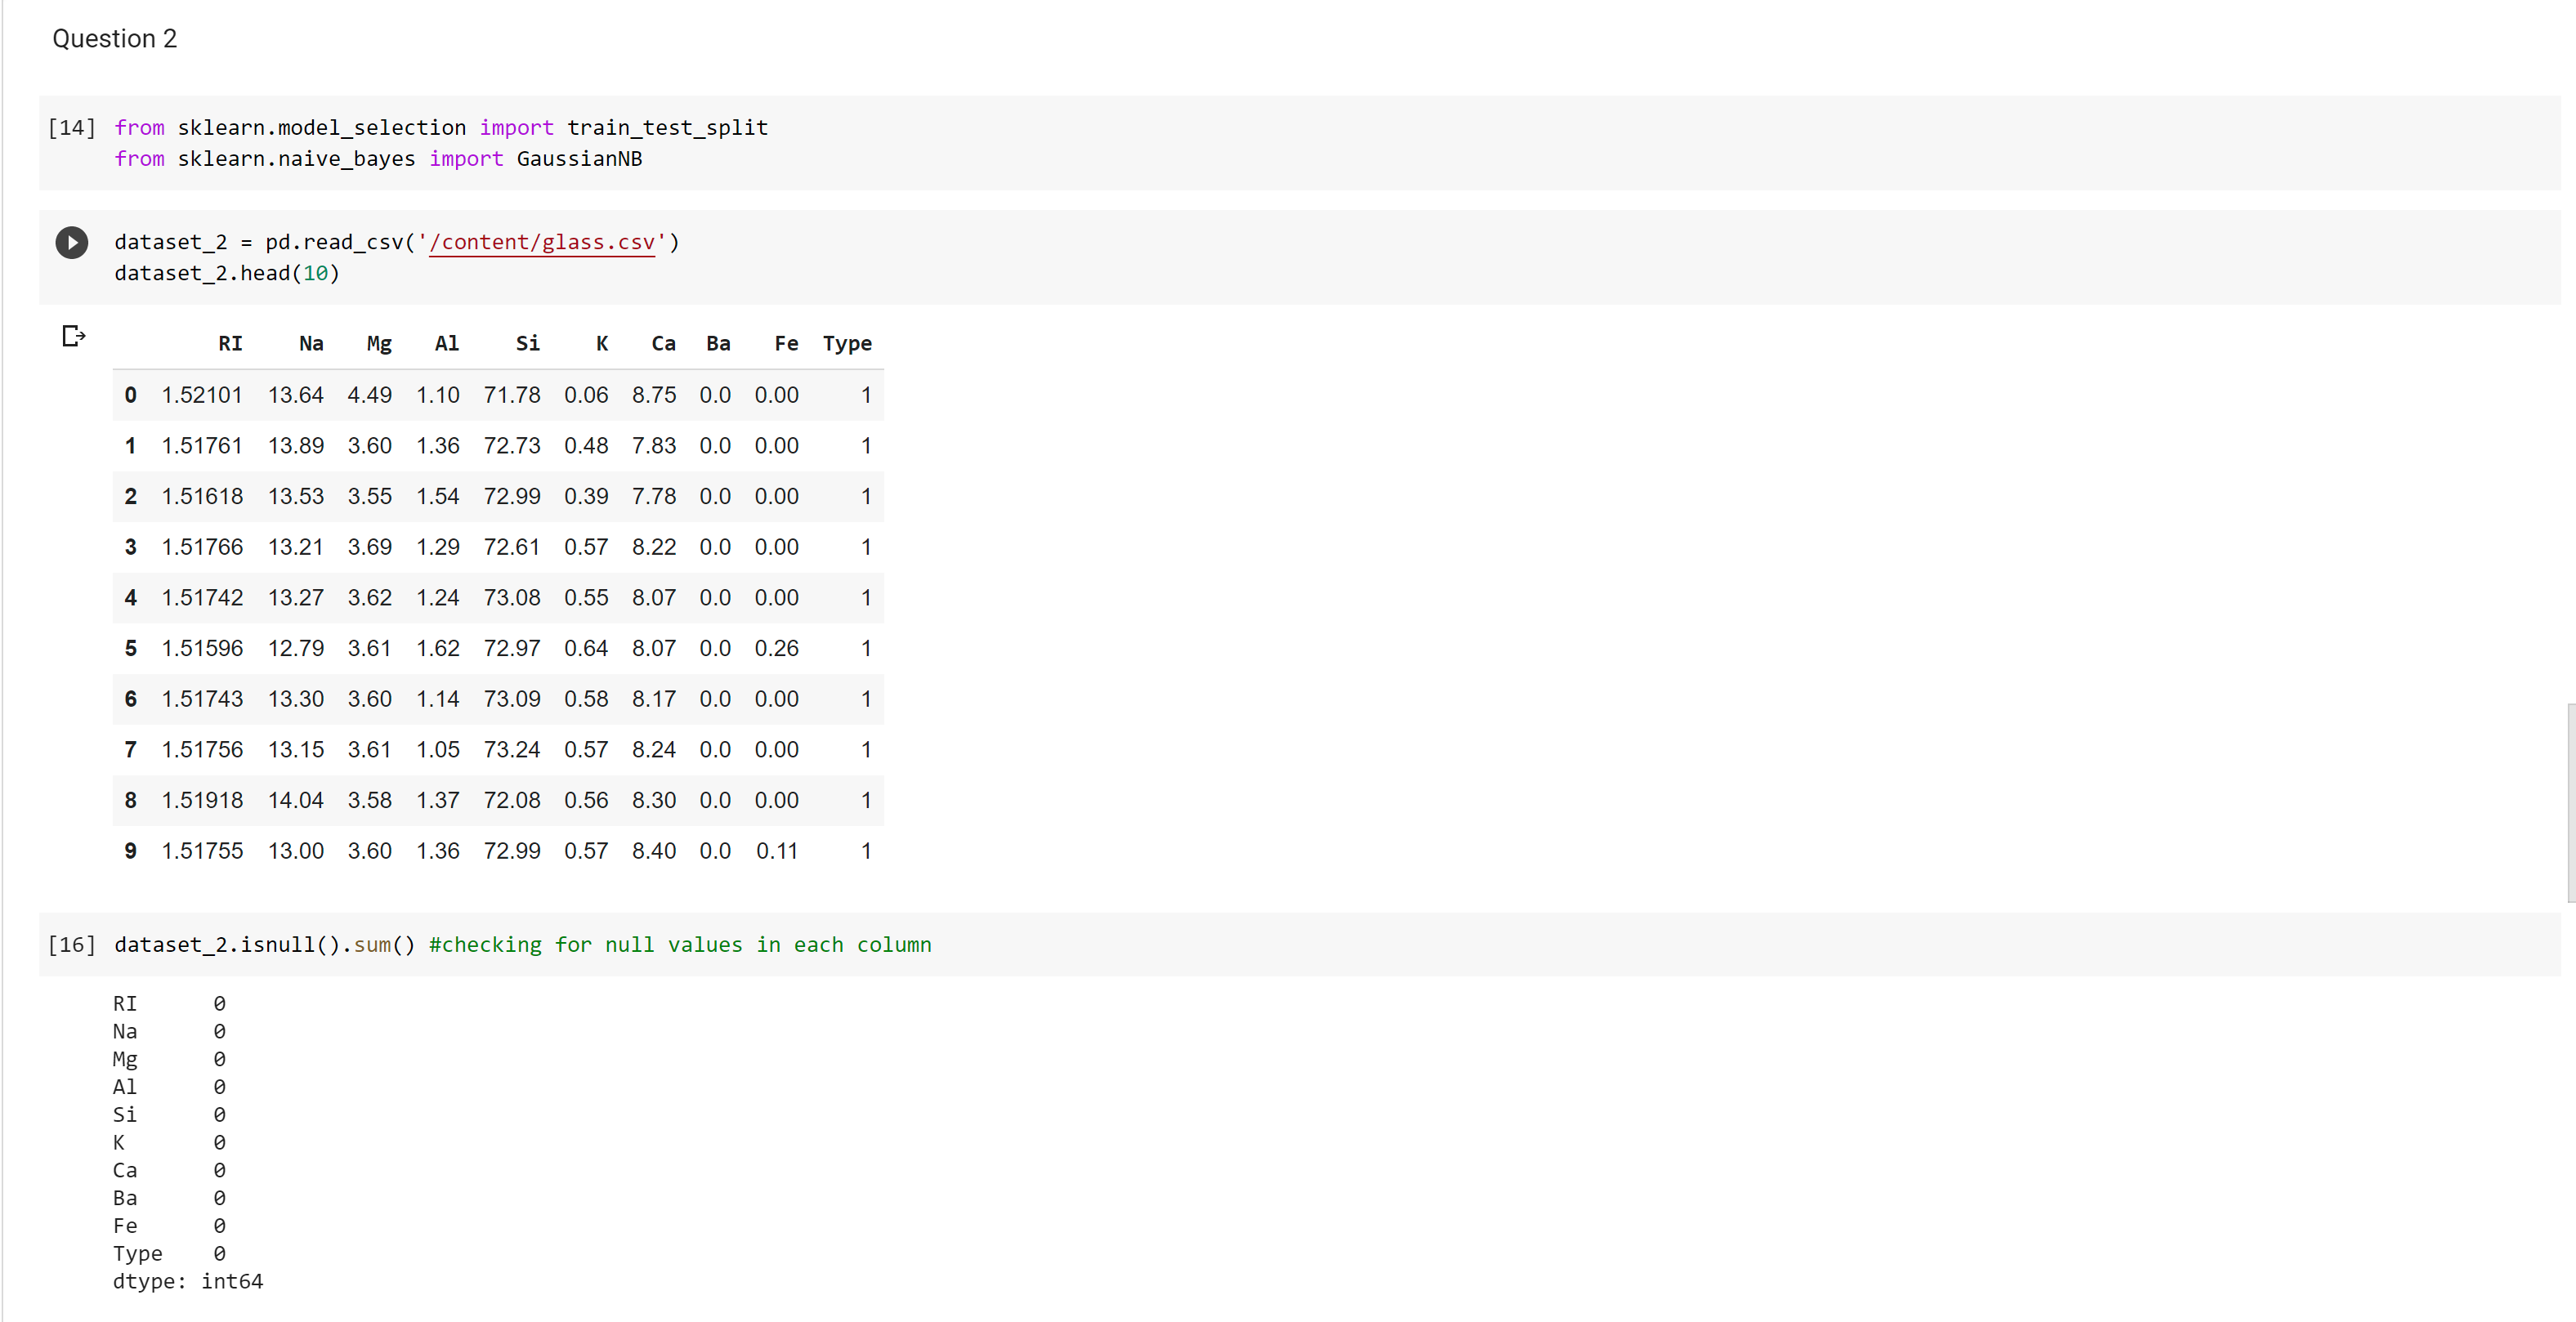 Question 2
[14] from sklearn.model_selection import train_test_split
from sklearn.naive_bayes import GaussianNB
dataset_2 = pd.read_csv('/content/glass.csv')
dataset_2.head(10)
RI Na Mg Al Si K Ca Ba Fe Type
0 1.52101 13.64 4.49 1.10 71.78 0.06 8.75 0.0 0.00 1
1 1.51761 13.89 3.60 1.36 72.73 0.48 7.83 0.0 0.00 1
2 1.51618 13.53 3.55 1.54 72.99 0.39 7.78 0.0 0.00 1
3 1.51766 13.21 3.69 1.29 72.61 0.57 8.22 0.0 0.00 1
4 1.51742 13.27 3.62 1.24 73.08 0.55 8.07 0.0 0.00 1
5 1.51596 12.79 3.61 1.62 72.97 0.64 8.07 0.0 0.26 1
6 1.51743 13.30 3.60 1.14 73.09 0.58 8.17 0.0 0.00 1
7 1.51756 13.15 3.61 1.05 73.24 0.57 8.24 0.0 0.00 1
8 1.51918 14.04 3.58 1.37 72.08 0.56 8.30 0.0 0.00 1
9 1.51755 13.00 3.60 1.36 72.99 0.57 8.40 0.0 0.11 1
[16] dataset_2.isnull().sum() #checking for null values in each column
RI 0
Na 0
Mg 0
Al 0
Si 0
K 0
Ca 0
Ba 0
Fe 0
Type 0
dtype: int64